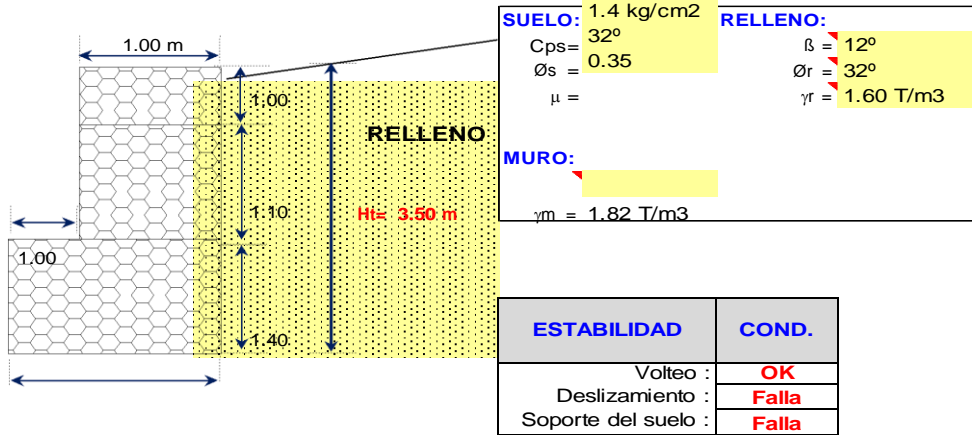 1.00 m
1.00
RELLENO
1.10
Ht= 3.50 m
1.00
1.40
SUELO:
1.4 kg/cm2
Cps=
32º
Øs =
0.35
μ =
RELLENO:
ß = 12º
Ør = 32º
γr = 1.60 T/m3
MURO:
γm = 1.82 T/m3
ESTABILIDAD COND.
Volteo : OK
Deslizamiento : Falla
Soporte del suelo : Falla